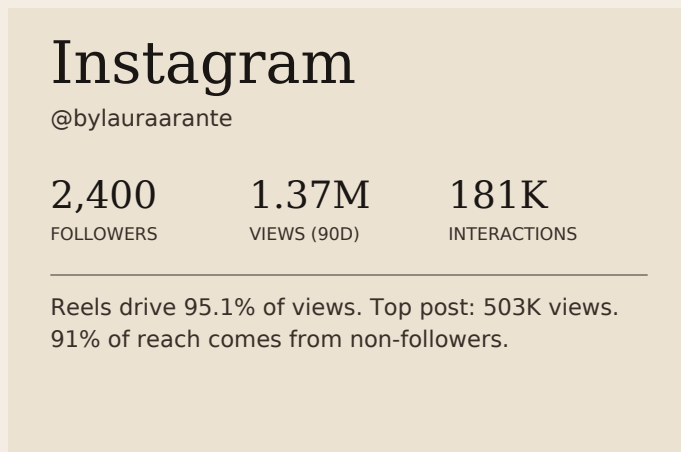 Instagram
@bylauraarante
2,400 1.37M 181K
FOLLOWERS VIEWS (90D) INTERACTIONS
Reels drive 95.1% of views. Top post: 503K views.
91% of reach comes from non-followers.